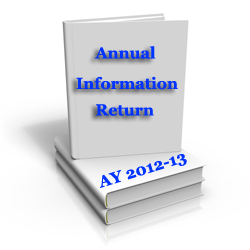 Annual
Information
Return
AY 2012-13